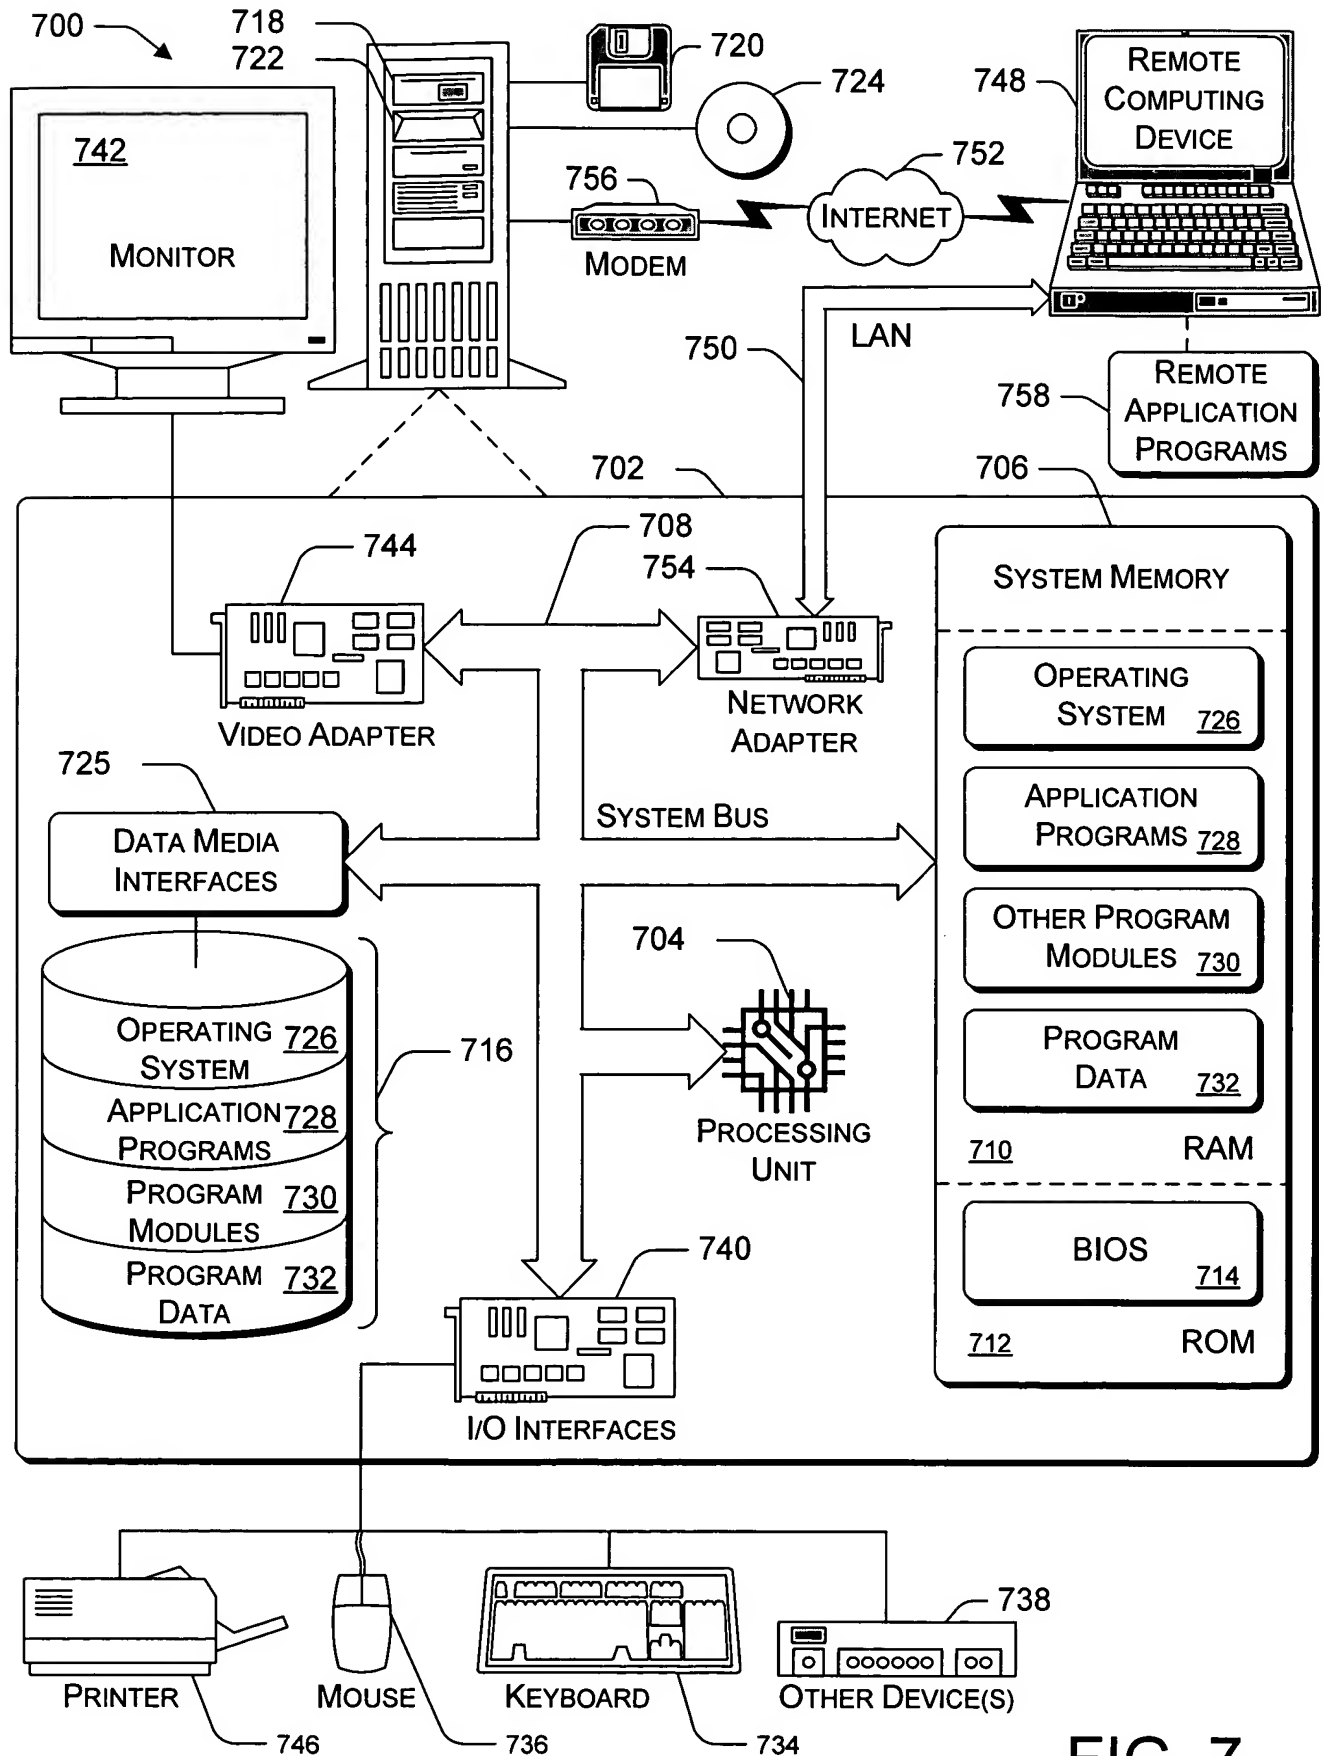 700
718
722
720
724
748
REMOTE
COMPUTING
DEVICE
742
MONITOR
756
MODEM
752
INTERNET
750
LAN
758
REMOTE
APPLICATION
PROGRAMS
702
706
708
744
754
VIDEO ADAPTER
NETWORK
ADAPTER
SYSTEM MEMORY
OPERATING
SYSTEM 726
APPLICATION
PROGRAMS 728
OTHER PROGRAM
MODULES 730
PROGRAM
DATA 732
710 RAM
BIOS
714
712 ROM
725
DATA MEDIA
INTERFACES
SYSTEM BUS
704
PROCESSING
UNIT
OPERATING 726
SYSTEM
APPLICATION 728
PROGRAMS
PROGRAM 730
MODULES
PROGRAM 732
DATA
716
740
I/O INTERFACES
PRINTER
746
MOUSE
736
KEYBOARD
734
738
OTHER DEVICE(S)
FIG. 7